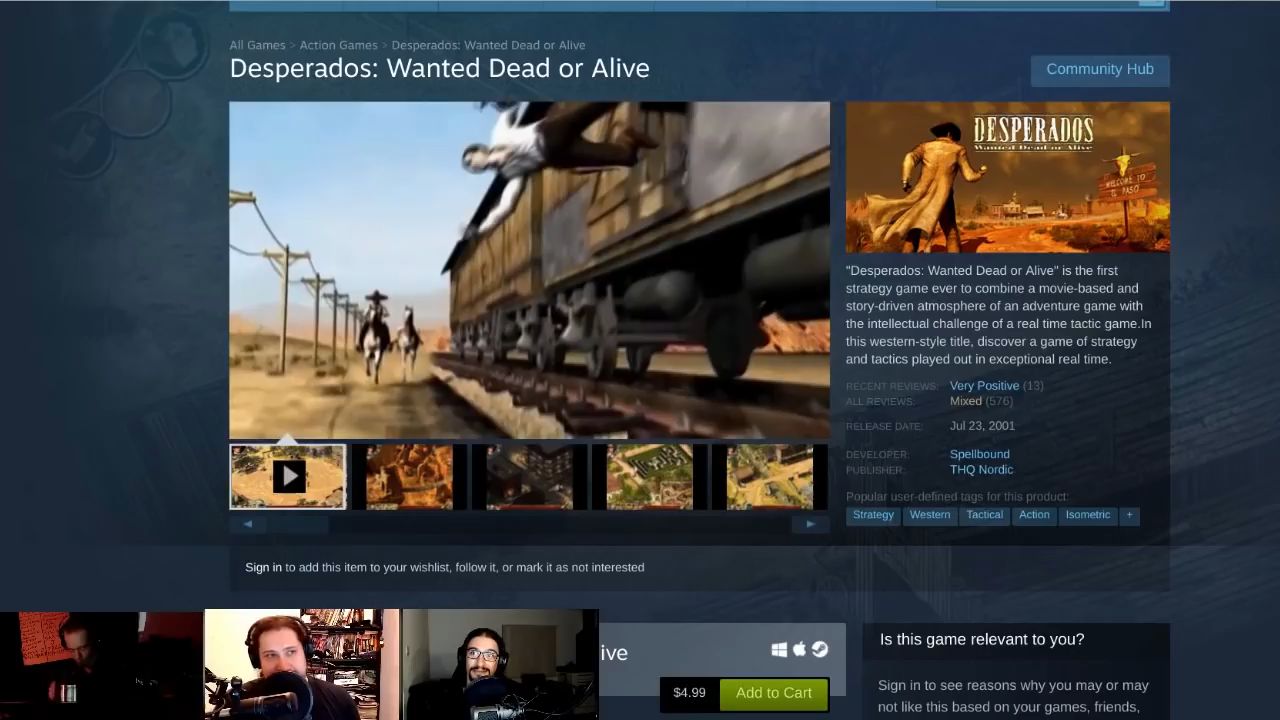 All Games > Action Games > Desperados: Wanted Dead or Alive
Desperados: Wanted Dead or Alive
Community Hub
DESPERADOS
Wanted Dead or Alive
WELCOME TO
EL PASO
"Desperados: Wanted Dead or Alive" is the first
strategy game ever to combine a movie-based and
story-driven atmosphere of an adventure game with
the intellectual challenge of a real time tactic game.In
this western-style title, discover a game of strategy
and tactics played out in exceptional real time.
RECENT REVIEWS: Very Positive (13)
ALL REVIEWS: Mixed (576)
RELEASE DATE: Jul 23, 2001
DEVELOPER: Spellbound
PUBLISHER: THQ Nordic
Popular user-defined tags for this product:
Strategy Western Tactical Action Isometric +
Sign in to add this item to your wishlist, follow it, or mark it as not interested
ive
$4.99 Add to Cart
Is this game relevant to you?
Sign in to see reasons why you may or may
not like this based on your games, friends,